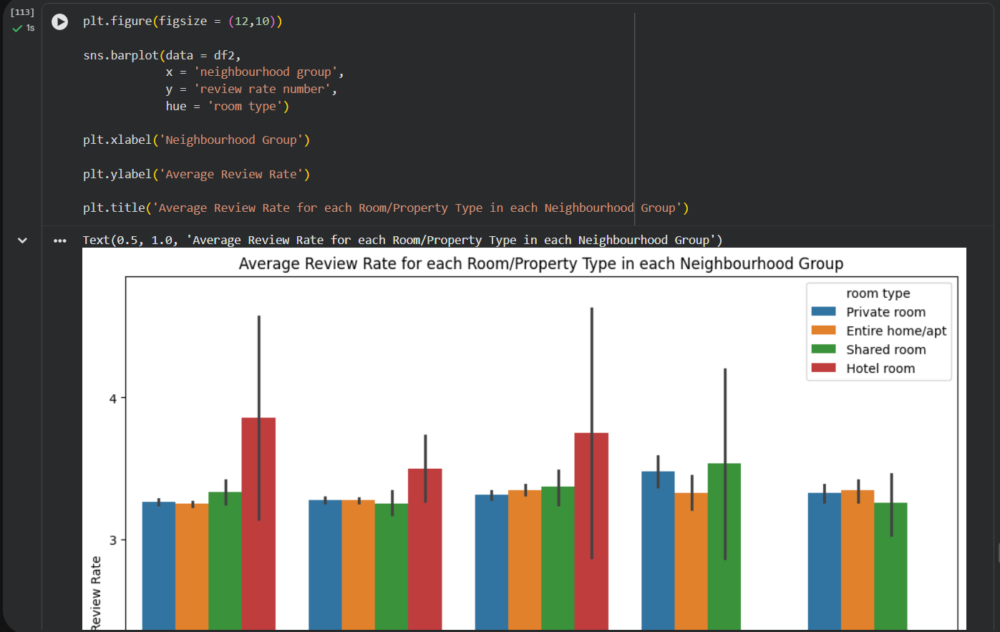 [113]
1s
plt.figure(figsize = (12,10))
sns.barplot(data = df2,
x = 'neighbourhood group',
y = 'review rate number',
hue = 'room type')
plt.xlabel('Neighbourhood Group')
plt.ylabel('Average Review Rate')
plt.title('Average Review Rate for each Room/Property Type in each Neighbourhood Group')
Text(0.5, 1.0, 'Average Review Rate for each Room/Property Type in each Neighbourhood Group')
Average Review Rate for each Room/Property Type in each Neighbourhood Group
room type
Private room
Entire home/apt
Shared room
Hotel room
4
3
Review Rate